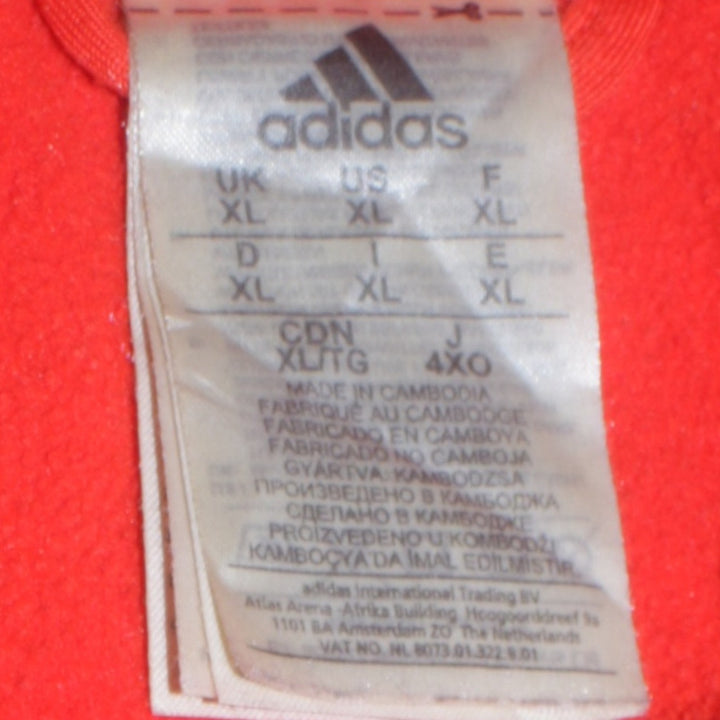 adidas
UK US F
XL XL XL
D I E
XL XL XL
CDN J
XL/TG 4XO
MADE IN CAMBODIA
FABRIQUÉ AU CAMBODGE
FABRICADO EN CAMBOYA
FABRICADO NO CAMBOJA
GYÁRTVA: KAMBODZSA
ПРОИЗВЕДЕНО В КАМБОДЖА
СДЕЛАНО В КАМБОДЖЕ
PROIZVEDENO U KOMBODŽI
KAMBOÇYA'DA İMAL EDİLMİŞTİR
adidas International Trading BV
Atlas Arena -Afrika Building Hoogoorddreef 9a
1101 BA Amsterdam ZO The Netherlands
VAT NO. NL 8073.01.322.B.01